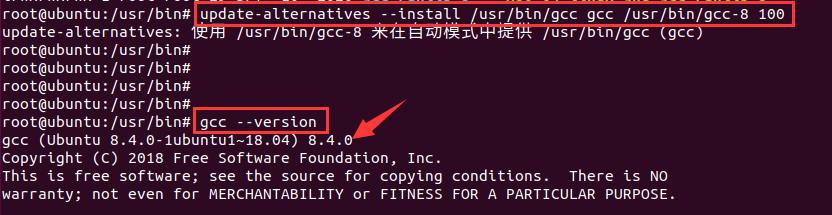 root@ubuntu:/usr/bin# update-alternatives --install /usr/bin/gcc gcc /usr/bin/gcc-8 100
update-alternatives: 使用 /usr/bin/gcc-8 来在自动模式中提供 /usr/bin/gcc (gcc)
root@ubuntu:/usr/bin#
root@ubuntu:/usr/bin#
root@ubuntu:/usr/bin#
root@ubuntu:/usr/bin#
root@ubuntu:/usr/bin# gcc --version
gcc (Ubuntu 8.4.0-1ubuntu1~18.04) 8.4.0
Copyright (C) 2018 Free Software Foundation, Inc.
This is free software; see the source for copying conditions.  There is NO
warranty; not even for MERCHANTABILITY or FITNESS FOR A PARTICULAR PURPOSE.